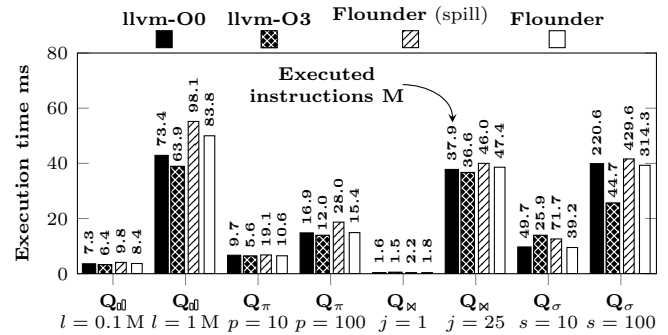 llvm-O0 llvm-O3 Flounder (spill) Flounder
Execution time ms
80
60
40
20
0
Executed
instructions M
7.3 6.4 9.8 8.4
73.4 63.9 98.1 83.8
9.7 5.6 19.1 10.6
16.9 12.0 28.0 15.4
1.6 1.5 2.2 1.8
37.9 36.6 46.0 47.4
49.7 25.9 71.7 39.2
220.6 44.7 429.6 314.3
Q Q Qπ Qπ Q⋈ Q⋈ Qσ Qσ
l = 0.1 M l = 1 M p = 10 p = 100 j = 1 j = 25 s = 10 s = 100